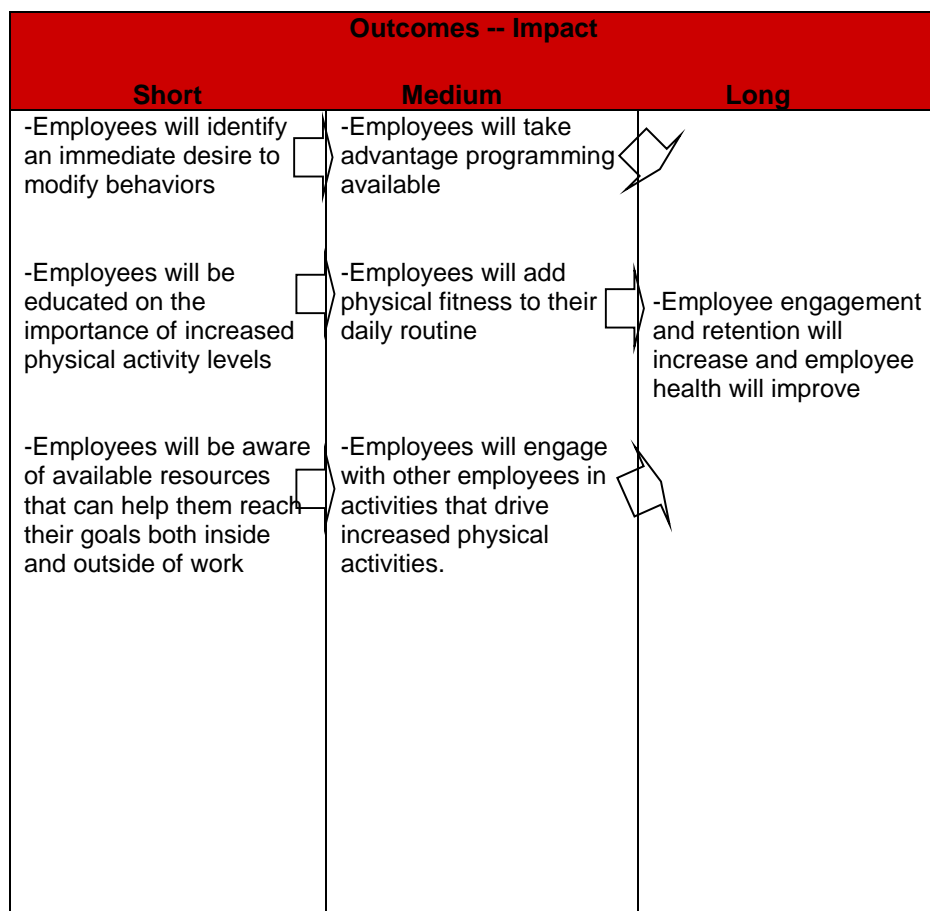 Outcomes -- Impact
Short Medium Long
-Employees will identify
an immediate desire to
modify behaviors
-Employees will be
educated on the
importance of increased
physical activity levels
-Employees will be aware
of available resources
that can help them reach
their goals both inside
and outside of work
-Employees will take
advantage programming
available
-Employees will add
physical fitness to their
daily routine
-Employees will engage
with other employees in
activities that drive
increased physical
activities.
-Employee engagement
and retention will
increase and employee
health will improve